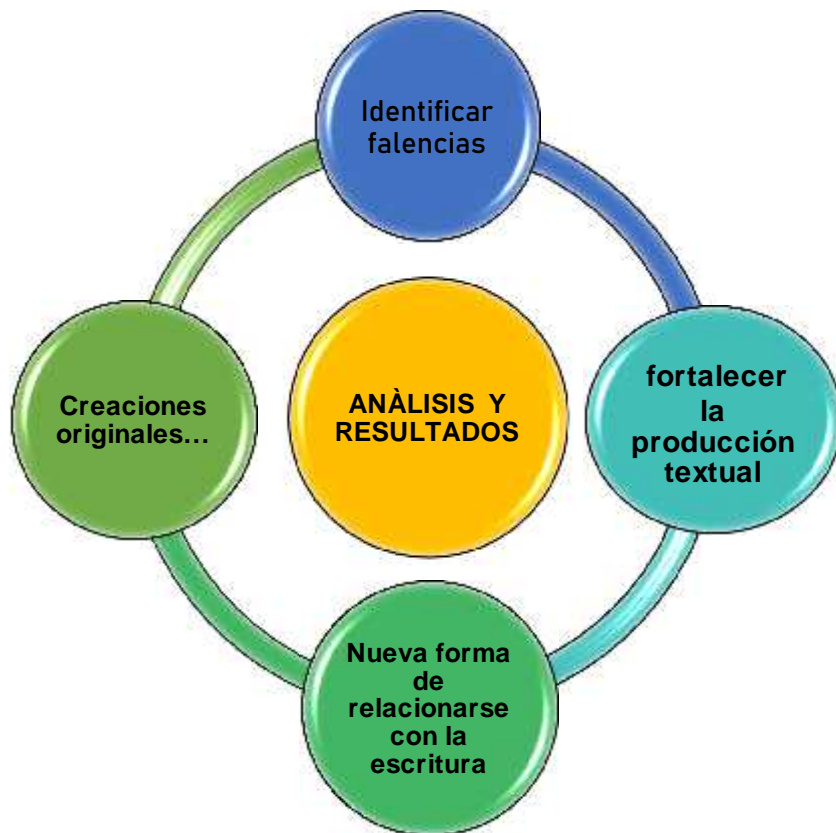 Identificar
falencias
Creaciones
originales…
ANÀLISIS Y
RESULTADOS
fortalecer
la
producción
textual
Nueva forma
de
relacionarse
con la
escritura